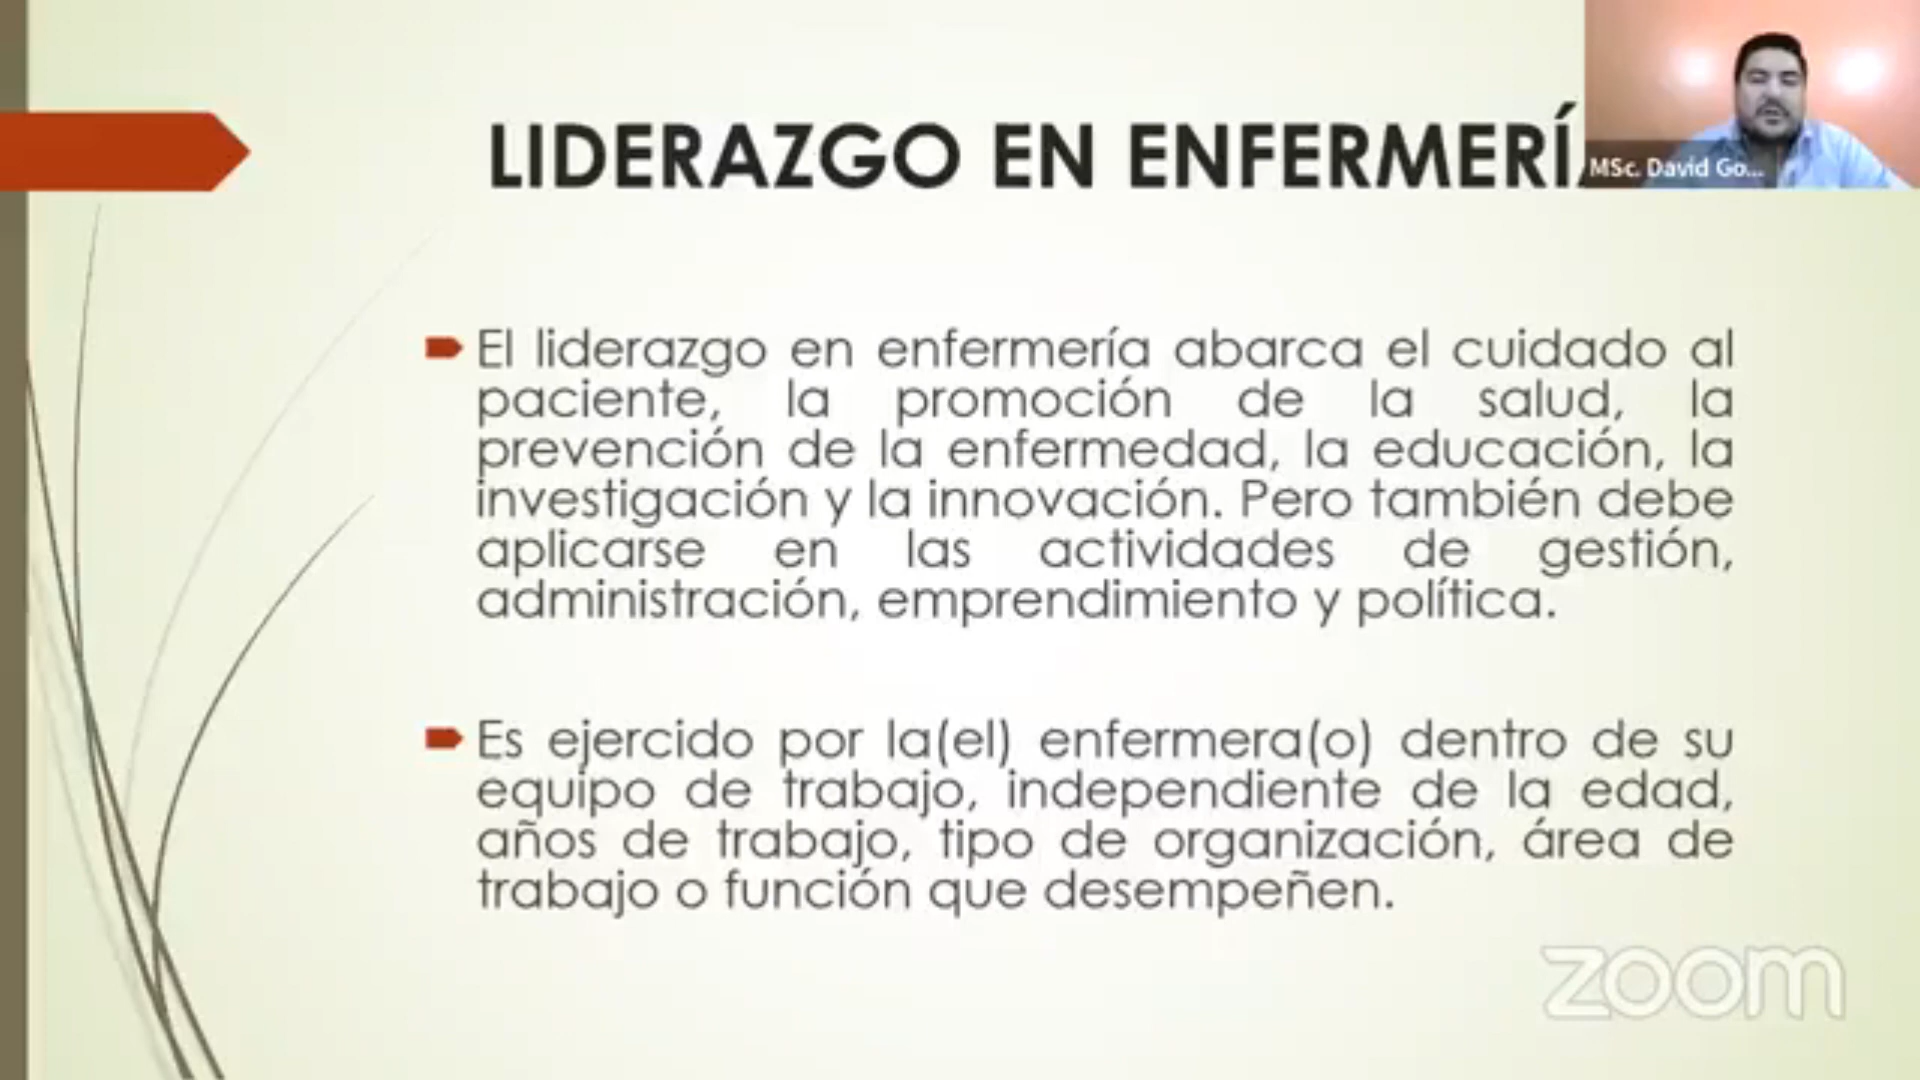 LIDERAZGO EN ENFERMERÍ
MSc. David Go...
El liderazgo en enfermería abarca el cuidado al
paciente, la promoción de la salud, la
prevención de la enfermedad, la educación, la
investigación y la innovación. Pero también debe
aplicarse en las actividades de gestión,
administración, emprendimiento y política.
Es ejercido por la(el) enfermera(o) dentro de su
equipo de trabajo, independiente de la edad,
años de trabajo, tipo de organización, área de
trabajo o función que desempeñen.
zoom